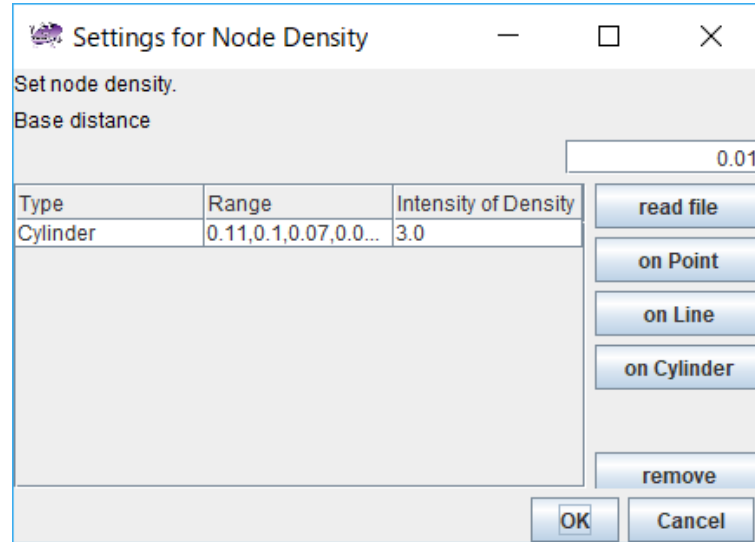 Settings for Node Density
Set node density.
Base distance
0.01
Type Range Intensity of Density
Cylinder 0.11,0.1,0.07,0.0... 3.0
read file
on Point
on Line
on Cylinder
remove
OK Cancel